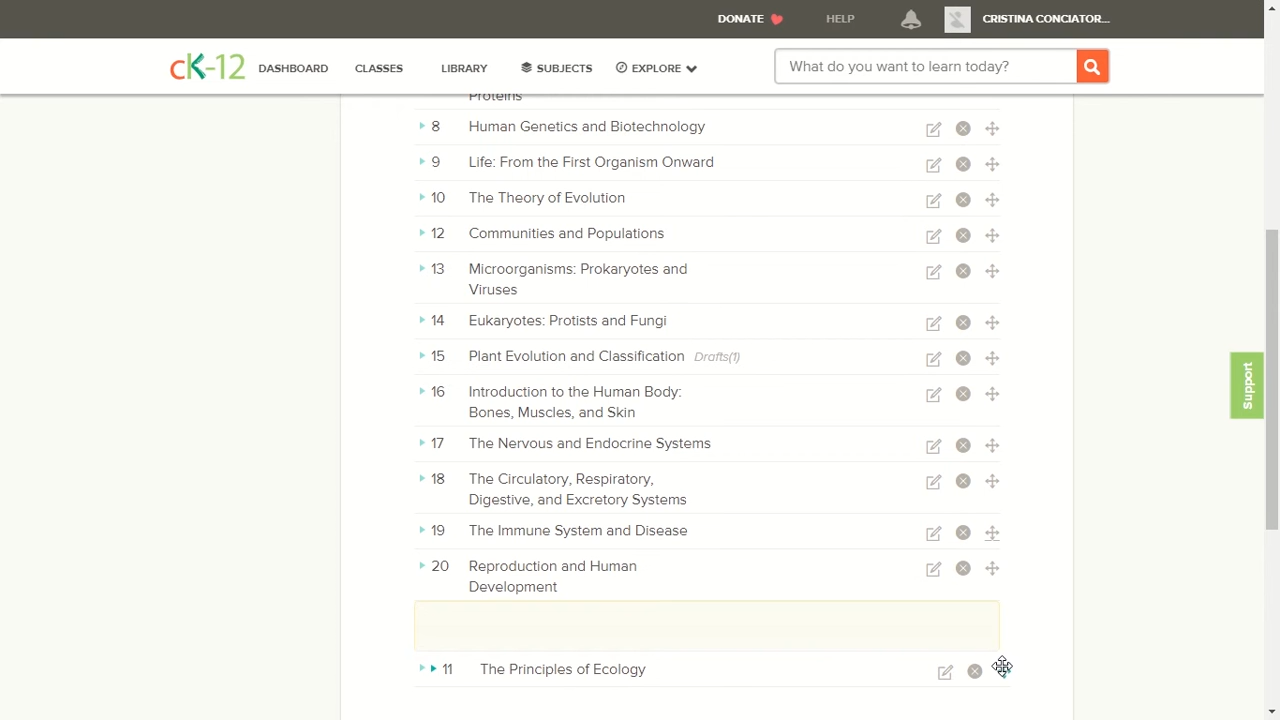 DONATE HELP CRISTINA CONCIATOR...
cK-12 DASHBOARD CLASSES LIBRARY SUBJECTS EXPLORE What do you want to learn today?
Proteins
8 Human Genetics and Biotechnology
9 Life: From the First Organism Onward
10 The Theory of Evolution
12 Communities and Populations
13 Microorganisms: Prokaryotes and
Viruses
14 Eukaryotes: Protists and Fungi
15 Plant Evolution and Classification Drafts(1)
16 Introduction to the Human Body:
Bones, Muscles, and Skin
17 The Nervous and Endocrine Systems
18 The Circulatory, Respiratory,
Digestive, and Excretory Systems
19 The Immune System and Disease
20 Reproduction and Human
Development
11 The Principles of Ecology
Support